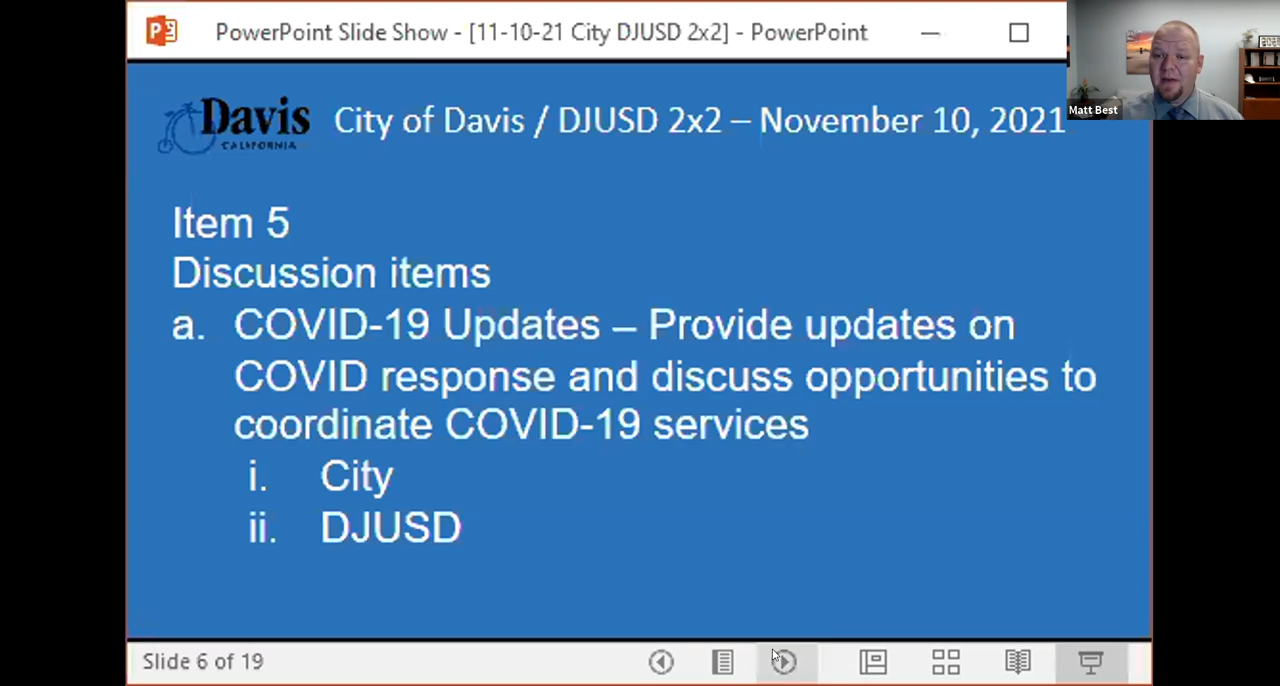 PowerPoint Slide Show - [11-10-21 City DJUSD 2x2] - PowerPoint
Matt Best
Davis
CALIFORNIA
City of Davis / DJUSD 2x2 – November 10, 2021
Item 5
Discussion items
a. COVID-19 Updates – Provide updates on
COVID response and discuss opportunities to
coordinate COVID-19 services
i. City
ii. DJUSD
Slide 6 of 19